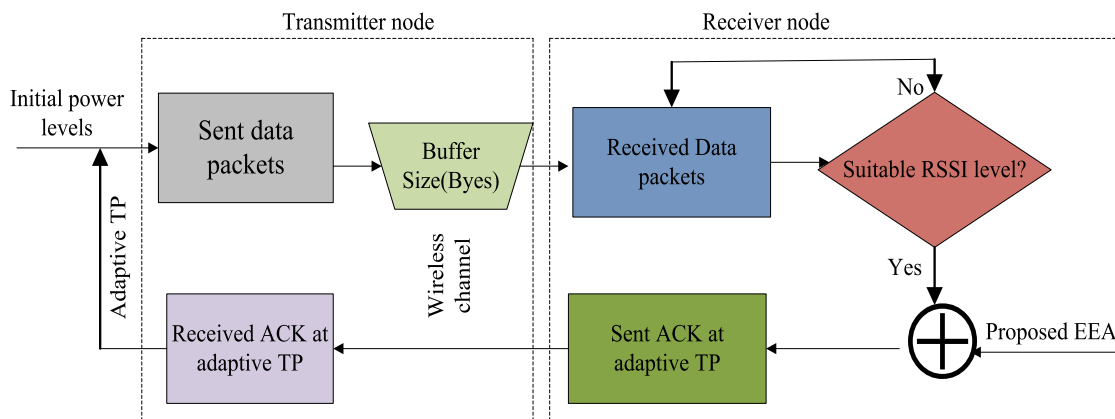 Transmitter node
Receiver node
Initial power
levels
Sent data
packets
Buffer
Size(Byes)
Received Data
packets
No
Suitable RSSI level?
Adaptive TP
Wireless
channel
Yes
Received ACK at
adaptive TP
Sent ACK at
adaptive TP
Proposed EEA